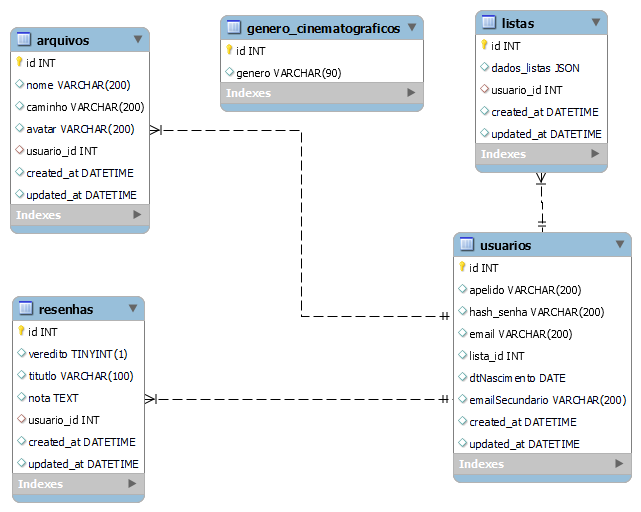 arquivos
id INT
nome VARCHAR(200)
caminho VARCHAR(200)
avatar VARCHAR(200)
usuario_id INT
created_at DATETIME
updated_at DATETIME
Indexes
genero_cinematograficos
id INT
genero VARCHAR(90)
Indexes
listas
id INT
dados_listas JSON
usuario_id INT
created_at DATETIME
updated_at DATETIME
Indexes
resenhas
id INT
veredito TINYINT(1)
titutlo VARCHAR(100)
nota TEXT
usuario_id INT
created_at DATETIME
updated_at DATETIME
Indexes
usuarios
id INT
apelido VARCHAR(200)
hash_senha VARCHAR(200)
email VARCHAR(200)
lista_id INT
dtNascimento DATE
emailSecundario VARCHAR(200)
created_at DATETIME
updated_at DATETIME
Indexes